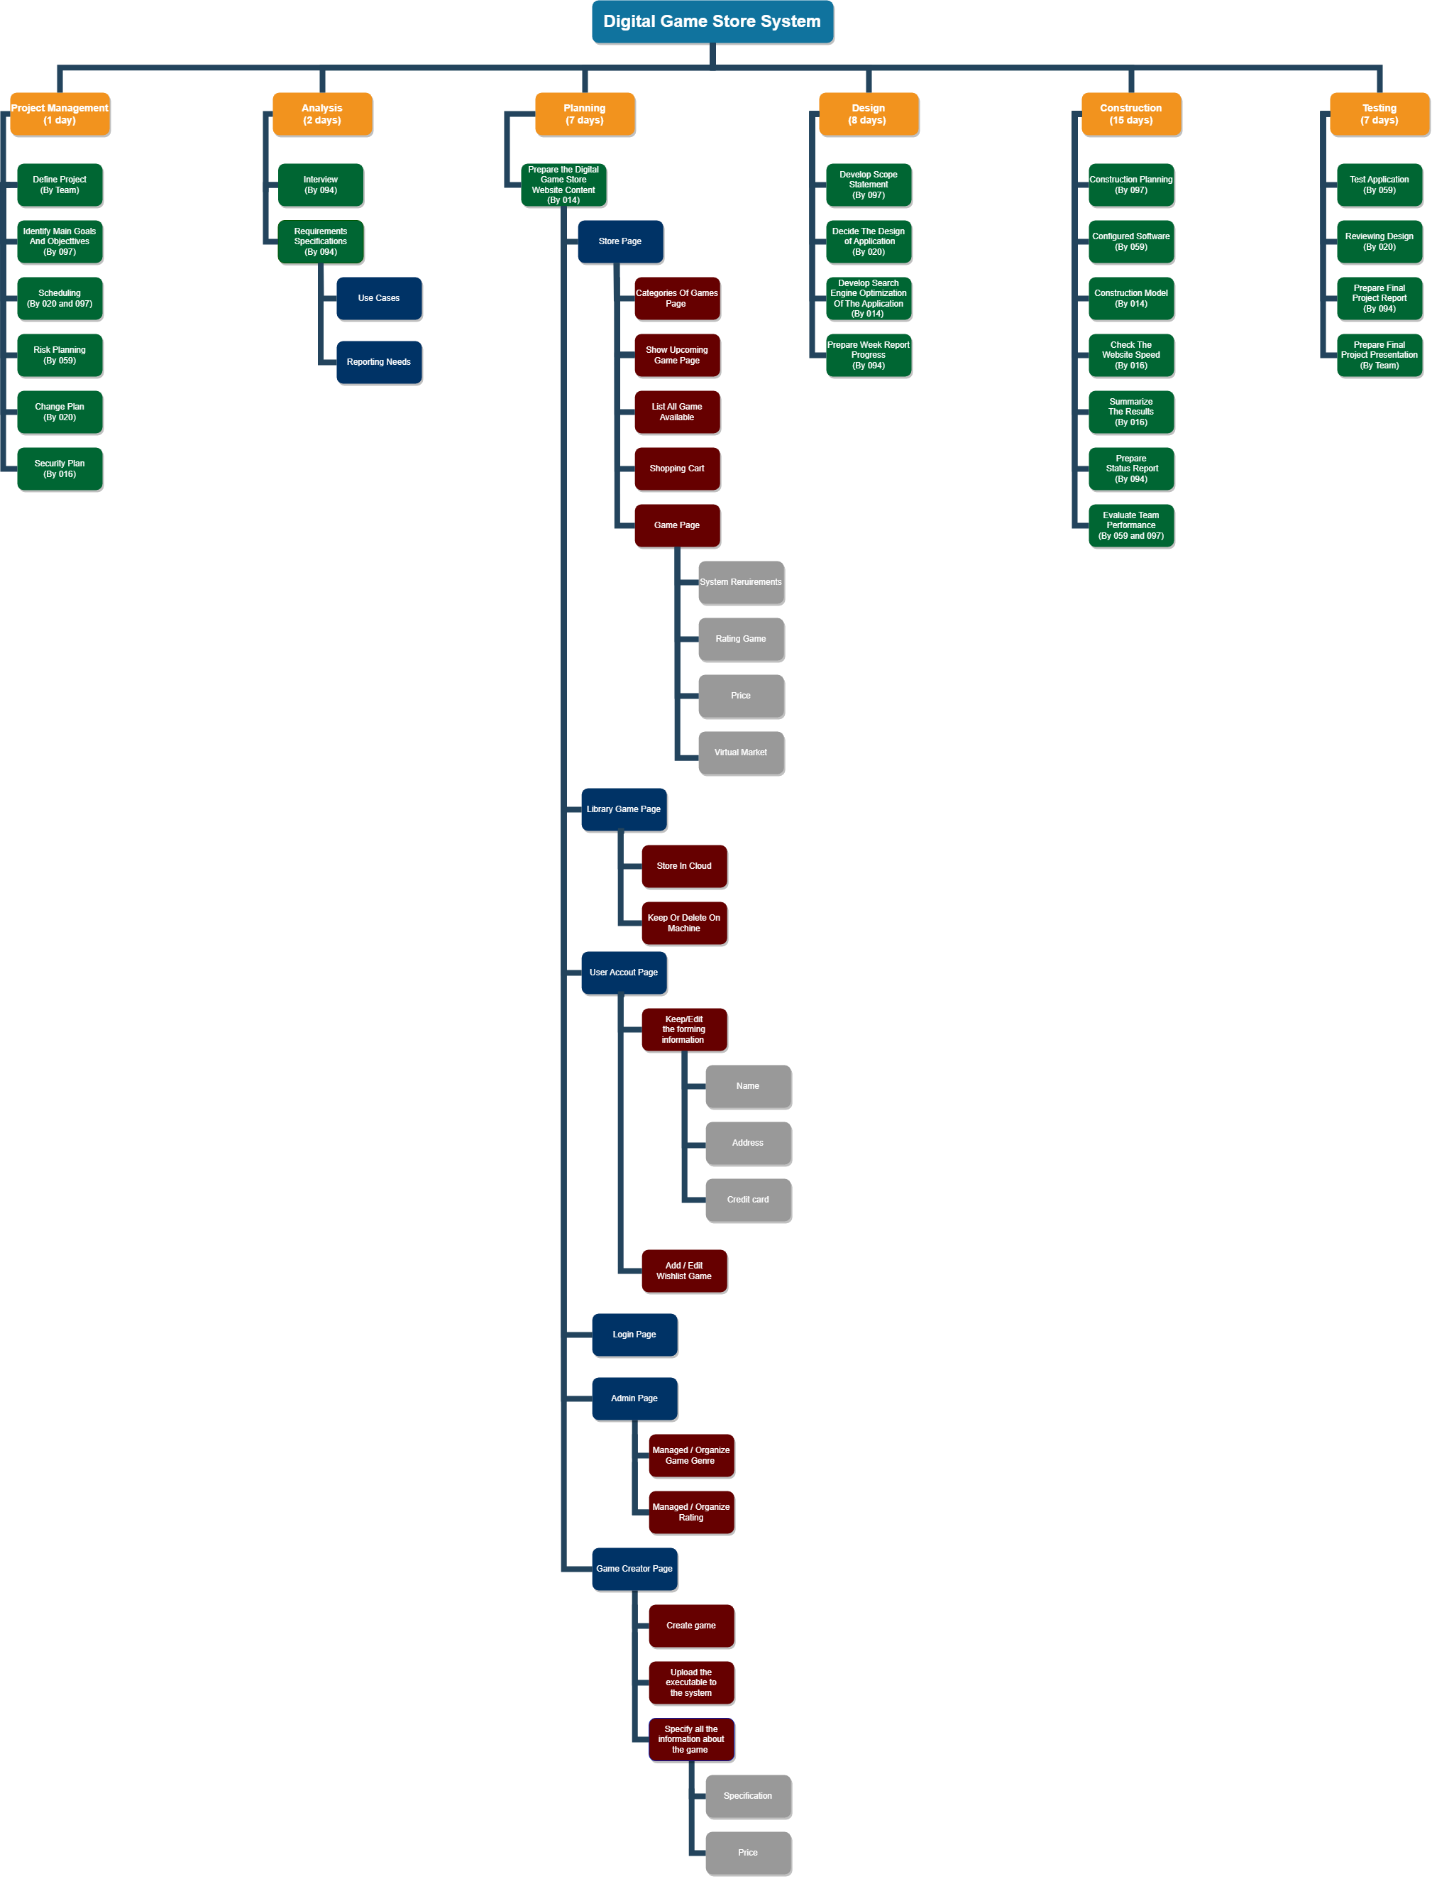 Digital Game Store System
Project Management
(1 day)
Define Project
(By Team)
Identify Main Goals
And Objecttives
(By 097)
Scheduling
(By 020 and 097)
Risk Planning
(By 059)
Change Plan
(By 020)
Security Plan
(By 016)
Analysis
(2 days)
Interview
(By 094)
Requirements
Specifications
(By 094)
Use Cases
Reporting Needs
Planning
(7 days)
Prepare the Digital
Game Store
Website Content
(By 014)
Store Page
Categories Of Games
Page
Show Upcoming
Game Page
List All Game
Available
Shopping Cart
Game Page
System Reruirements
Rating Game
Price
Virtual Market
Library Game Page
Store In Cloud
Keep Or Delete On
Machine
User Accout Page
Keep/Edit
the forming
information
Name
Address
Credit card
Add / Edit
Wishlist Game
Login Page
Admin Page
Managed / Organize
Game Genre
Managed / Organize
Rating
Game Creator Page
Create game
Upload the
executable to
the system
Specify all the
information about
the game
Specification
Price
Design
(8 days)
Develop Scope
Statement
(By 097)
Decide The Design
of Application
(By 020)
Develop Search
Engine Optimization
Of The Application
(By 014)
Prepare Week Report
Progress
(By 094)
Construction
(15 days)
Construction Planning
(By 097)
Configured Software
(By 059)
Construction Model
(By 014)
Check The
Website Speed
(By 016)
Summarize
The Results
(By 016)
Prepare
Status Report
(By 094)
Evaluate Team
Performance
(By 059 and 097)
Testing
(7 days)
Test Application
(By 059)
Reviewing Design
(By 020)
Prepare Final
Project Report
(By 094)
Prepare Final
Project Presentation
(By Team)